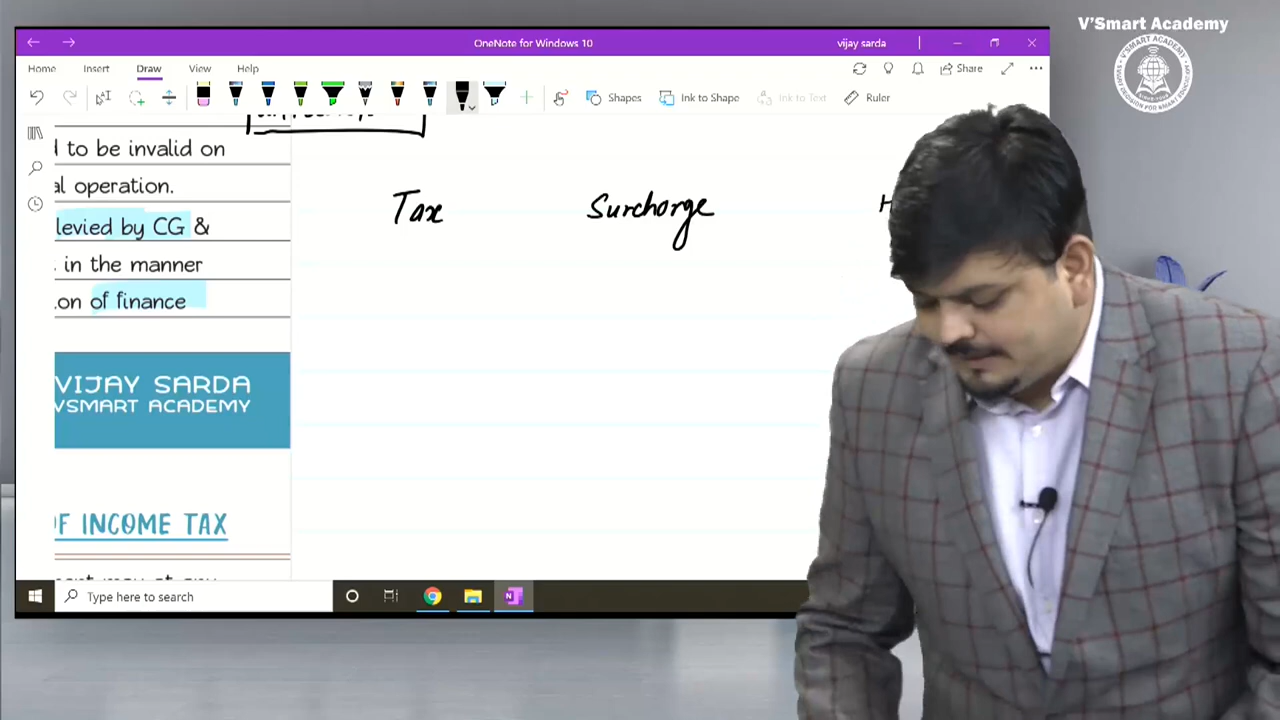 V'Smart Academy
OneNote for Windows 10
vijay sarda
Home Insert Draw View Help
Share
Shapes Ink to Shape Ink to Text Ruler
d to be invalid on
al operation.
levied by CG &
in the manner
on of finance
Tax Surcharge H
VIJAY SARDA
VSMART ACADEMY
OF INCOME TAX
Type here to search